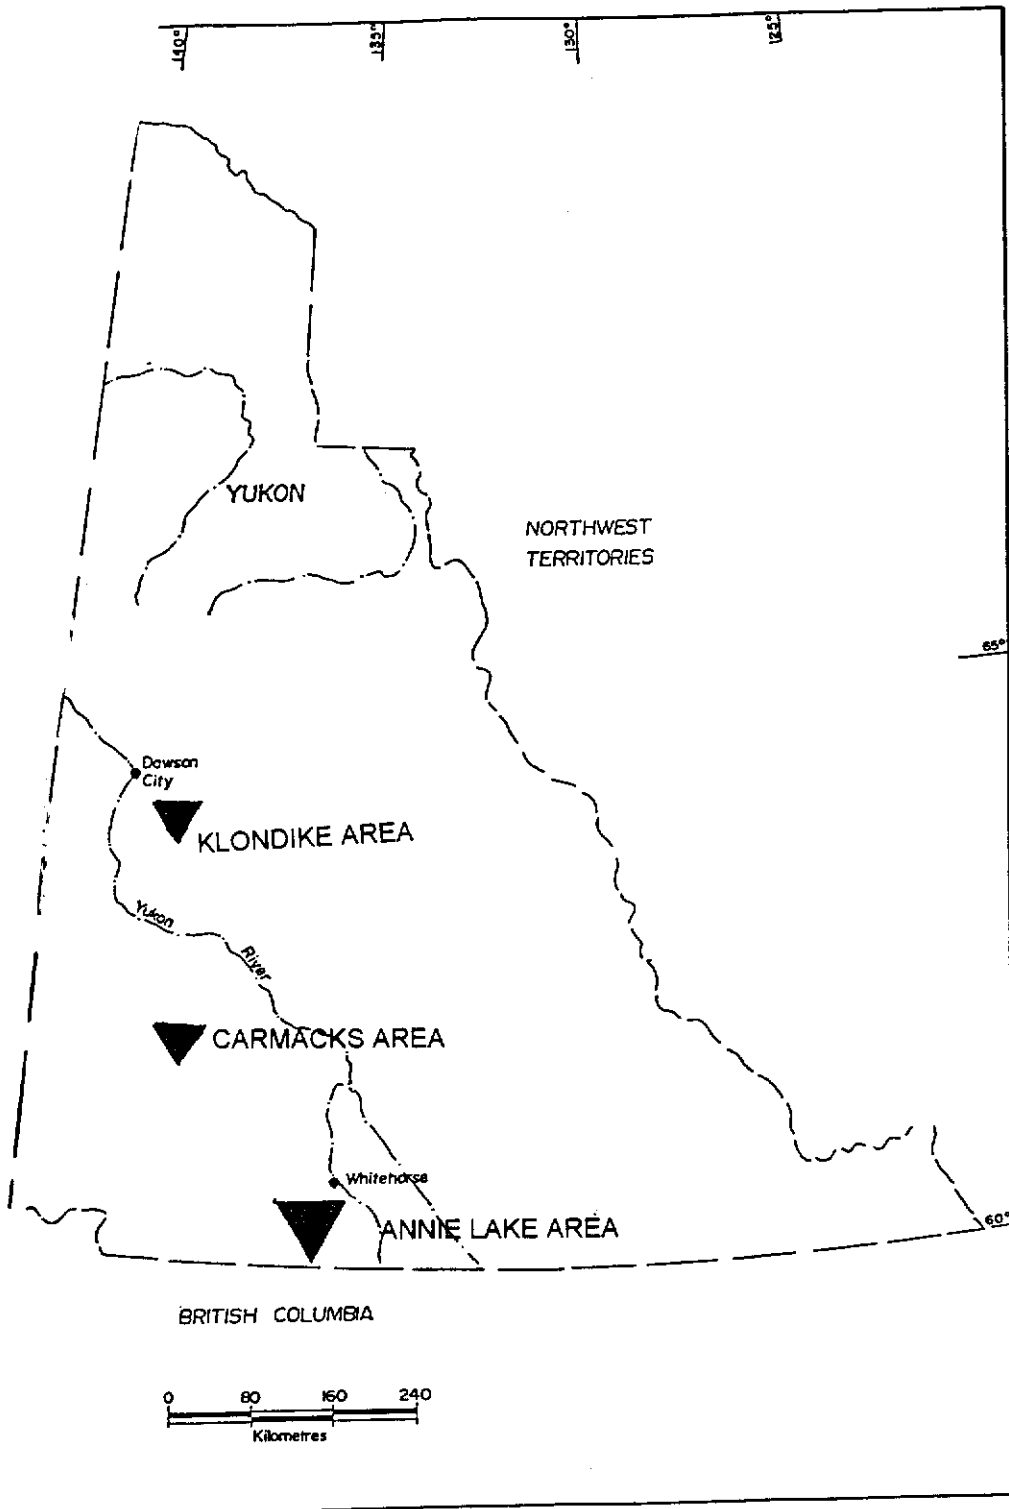 140° 135° 130° 125°
YUKON
NORTHWEST
TERRITORIES
65°
Dawson
City
KLONDIKE AREA
Yukon
River
CARMACKS AREA
Whitehorse
ANNIE LAKE AREA
60°
BRITISH COLUMBIA
0 80 160 240
Kilometres